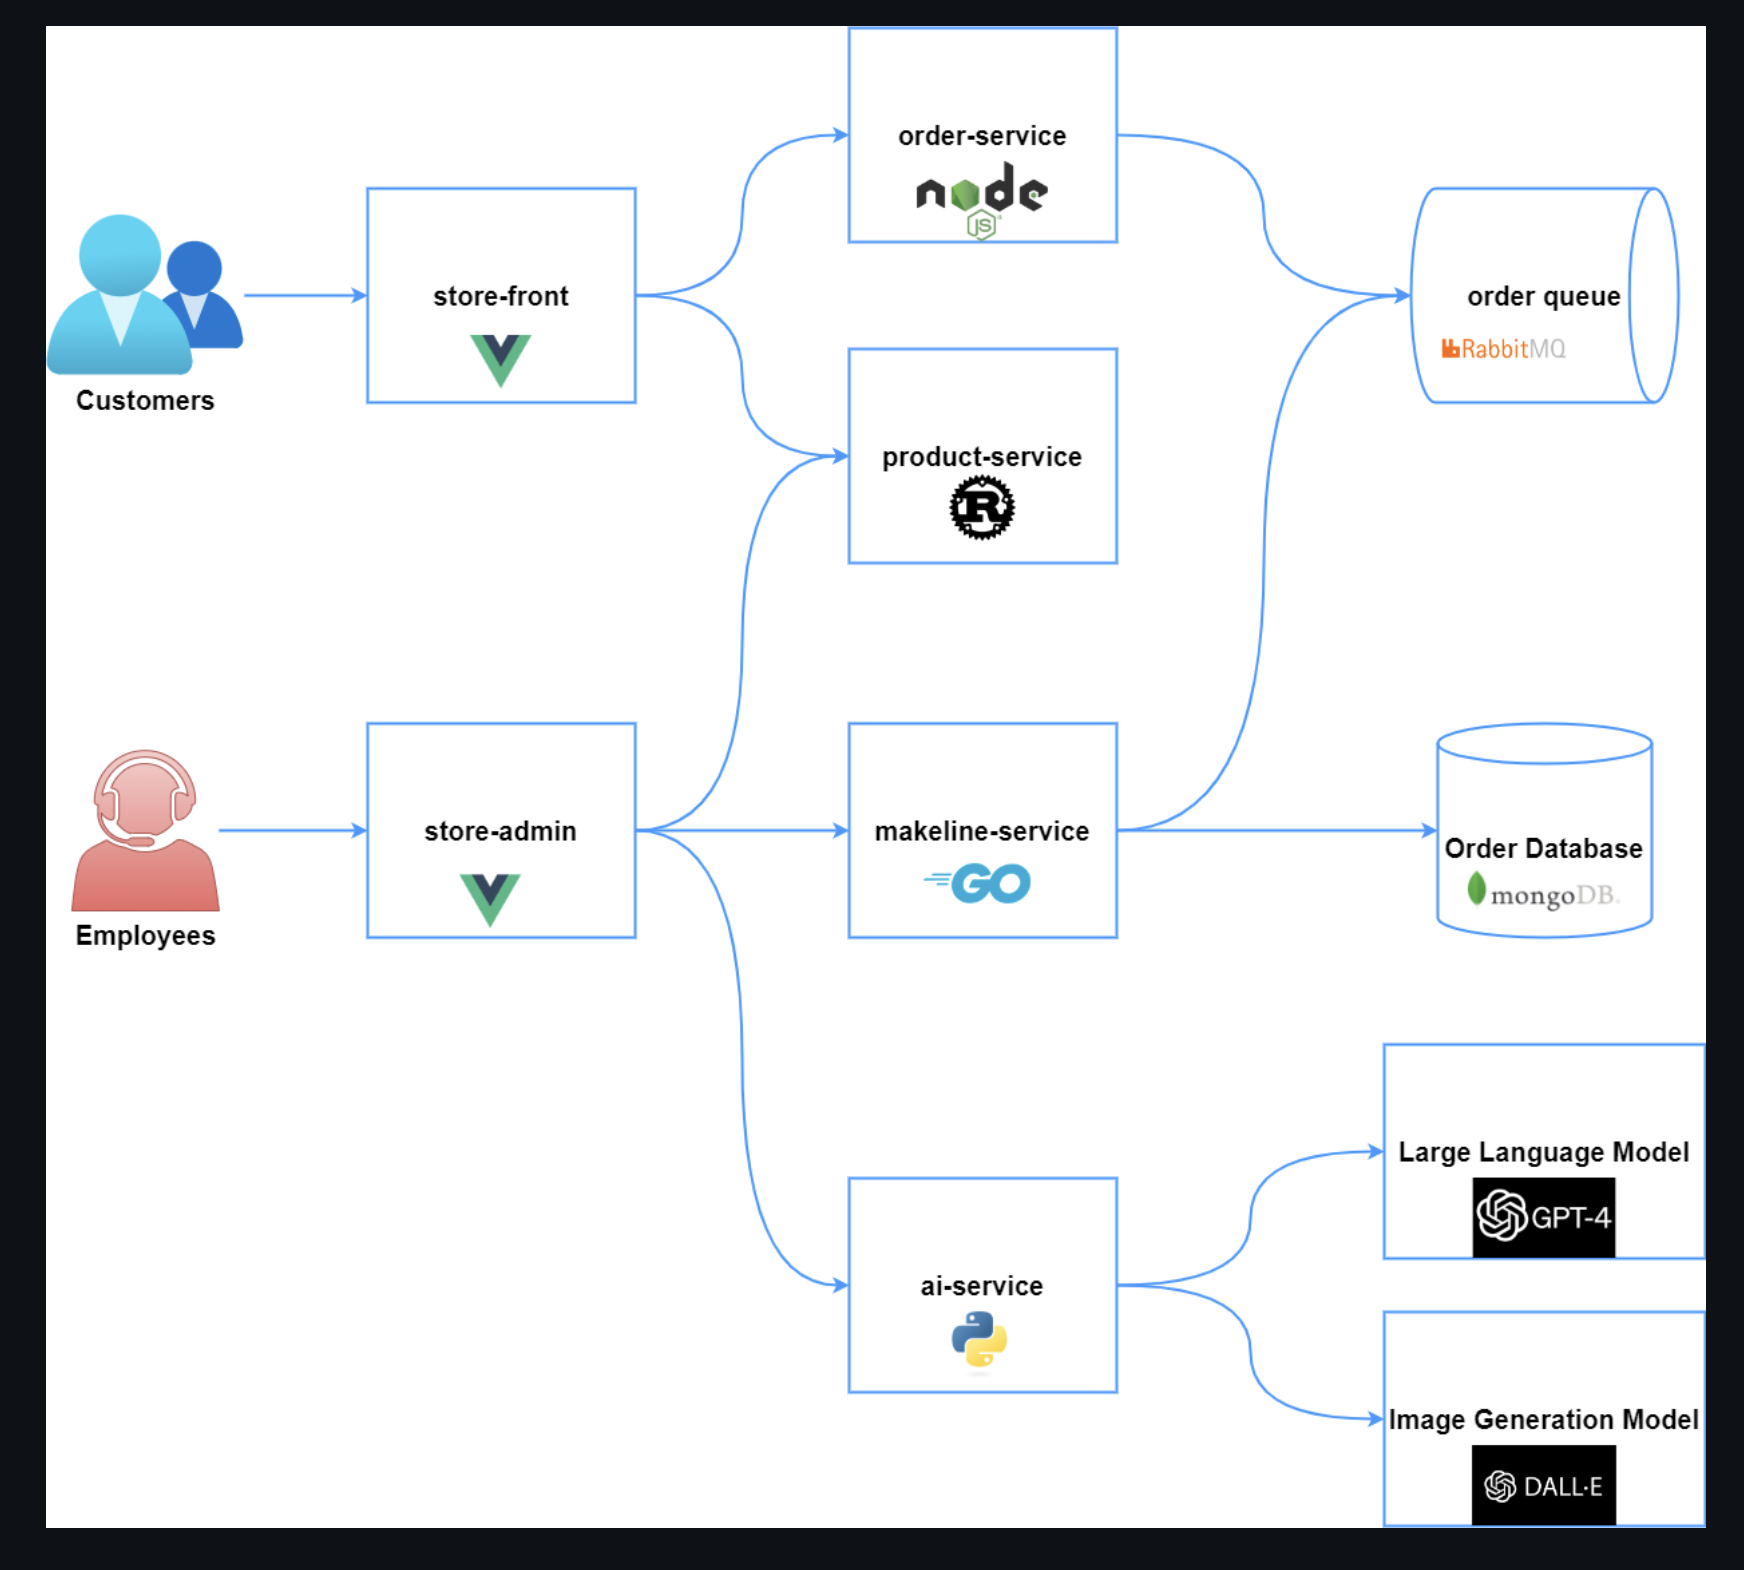 order-service
node
JS
store-front
order queue
RabbitMQ
Customers
product-service
R
store-admin
makeline-service
GO
Order Database
mongoDB.
Employees
Large Language Model
GPT-4
ai-service
Image Generation Model
DALL·E